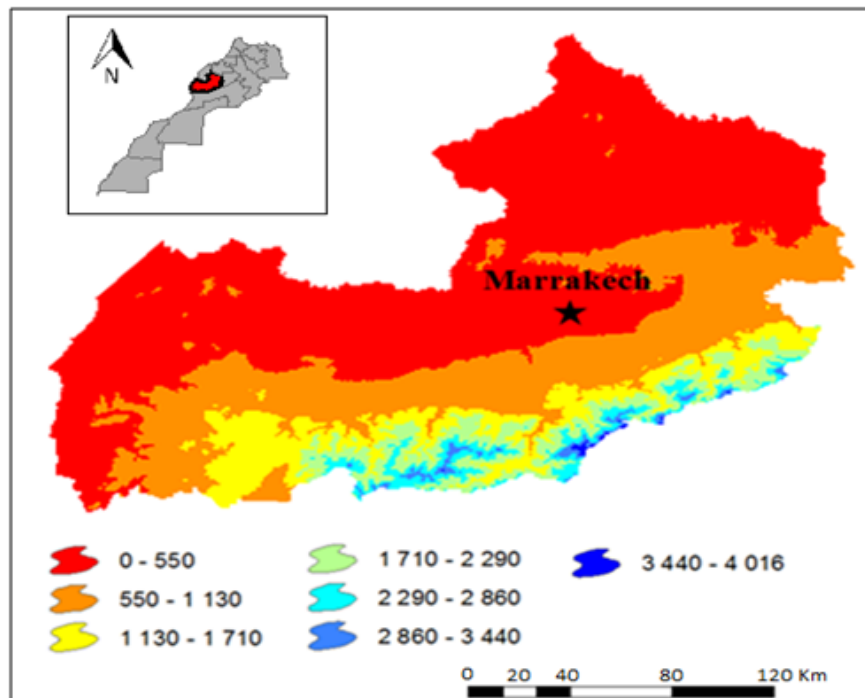 N
Marrakech
0 - 550
550 - 1 130
1 130 - 1 710
1 710 - 2 290
2 290 - 2 860
2 860 - 3 440
3 440 - 4 016
0 20 40 80 120 Km